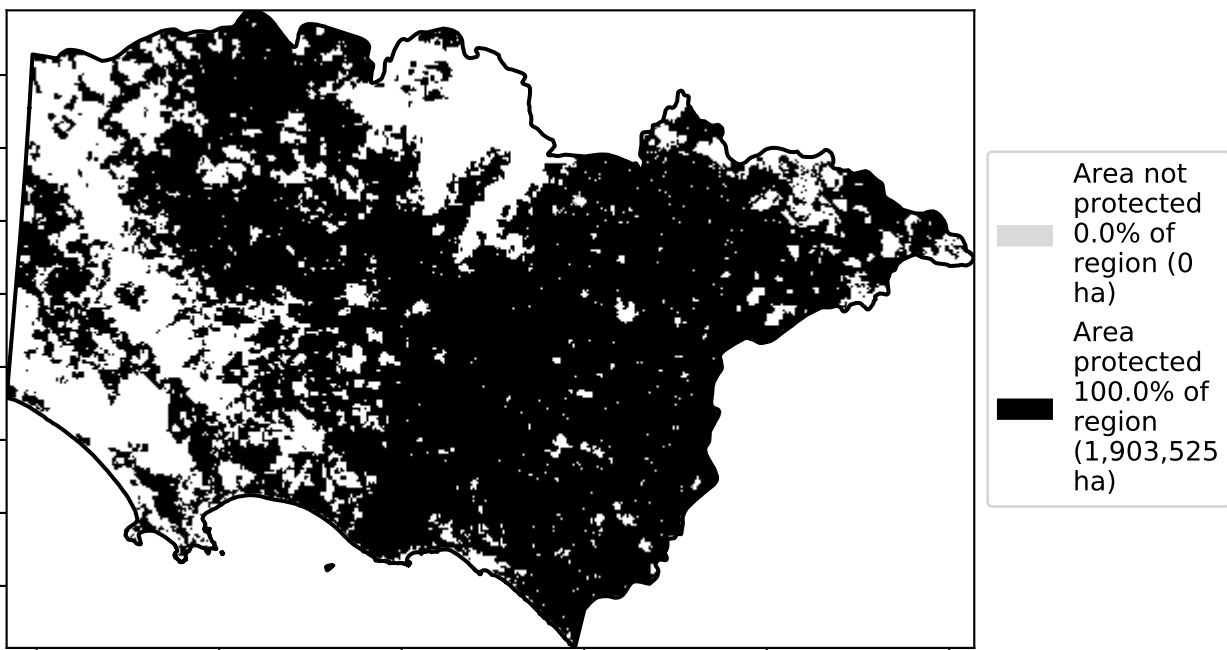 Area not
protected
0.0% of
region (0
ha)
Area
protected
100.0% of
region
(1,903,525
ha)